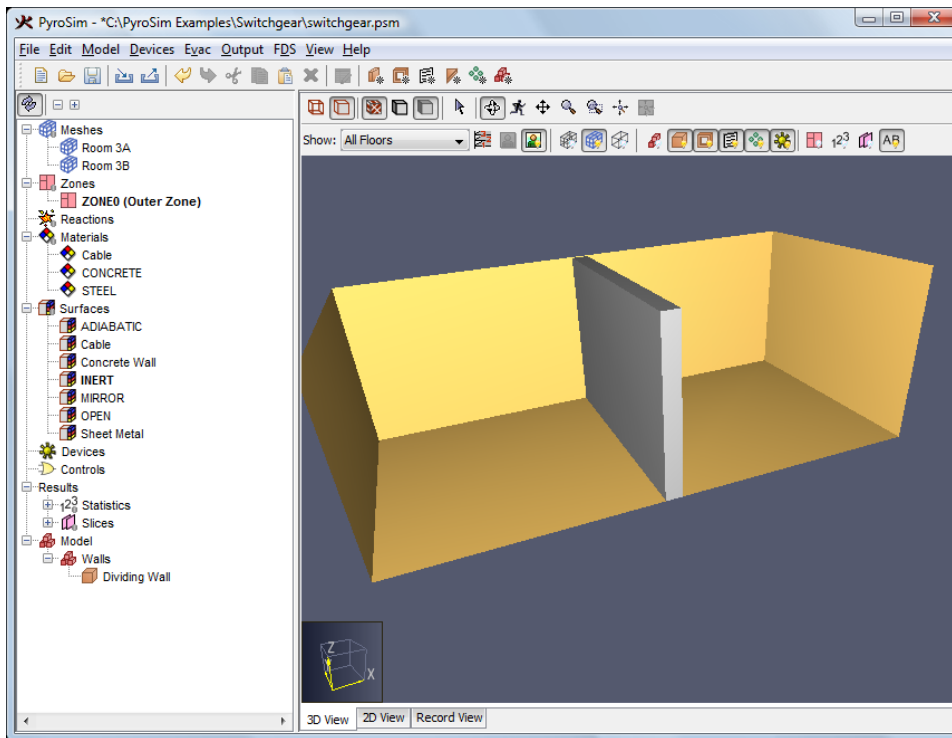 PyroSim - *C:\PyroSim Examples\Switchgear\switchgear.psm
File Edit Model Devices Evac Output FDS View Help
Show: All Floors
Meshes
Room 3A
Room 3B
Zones
ZONE0 (Outer Zone)
Reactions
Materials
Cable
CONCRETE
STEEL
Surfaces
ADIABATIC
Cable
Concrete Wall
INERT
MIRROR
OPEN
Sheet Metal
Devices
Controls
Results
Statistics
Slices
Model
Walls
Dividing Wall
Z
X
3D View 2D View Record View